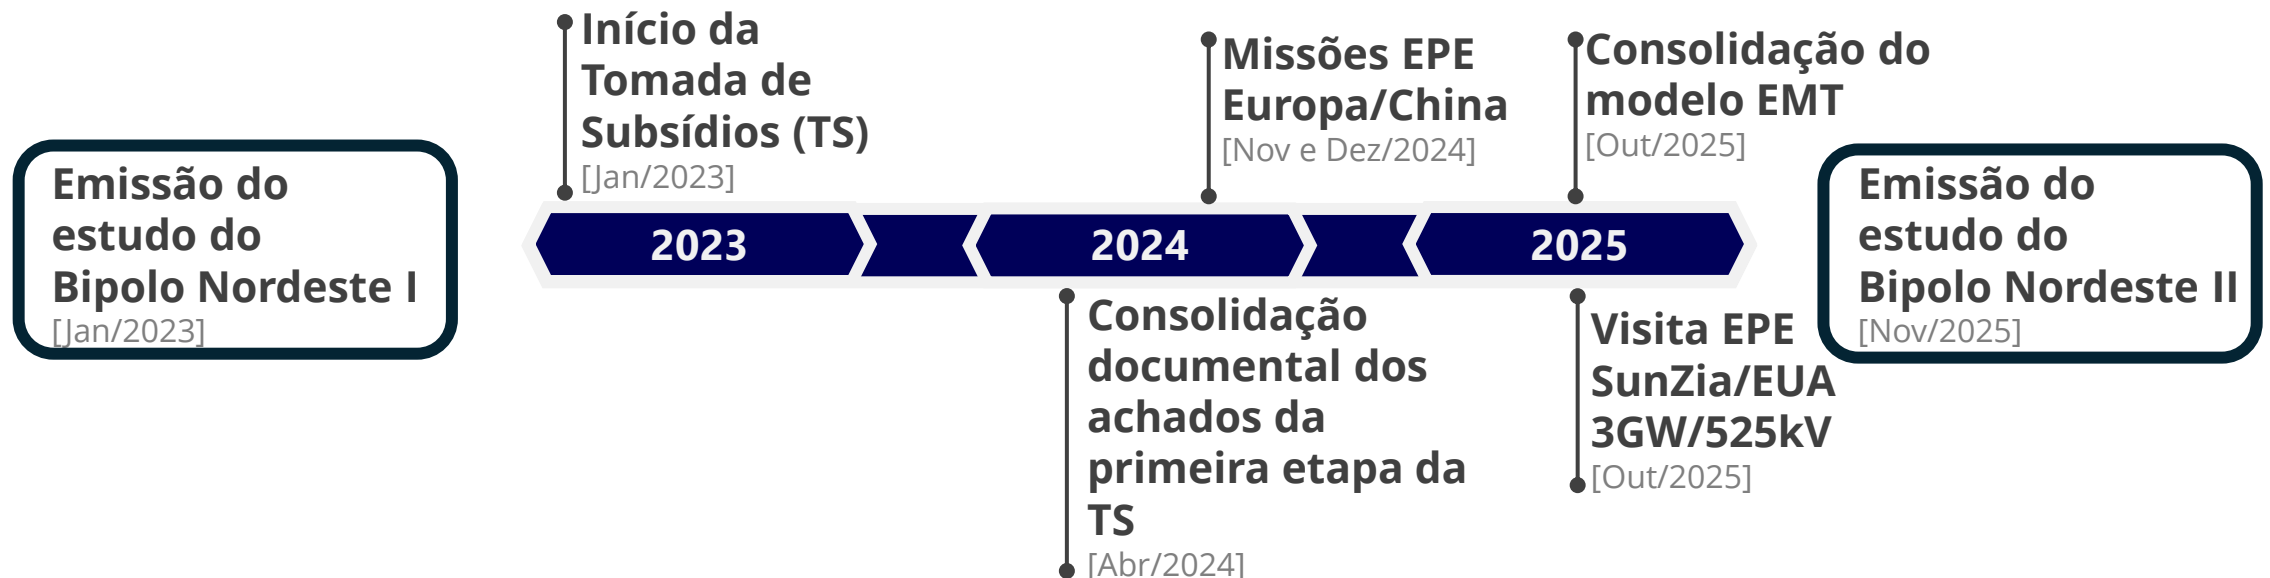 Emissão do
estudo do
Bipolo Nordeste I
[Jan/2023]
Início da
Tomada de
Subsídios (TS)
[Jan/2023]
Missões EPE
Europa/China
[Nov e Dez/2024]
Consolidação do
modelo EMT
[Out/2025]
2023
2024
2025
Consolidação
documental dos
achados da
primeira etapa da
TS
[Abr/2024]
Visita EPE
SunZia/EUA
3GW/525kV
[Out/2025]
Emissão do
estudo do
Bipolo Nordeste II
[Nov/2025]